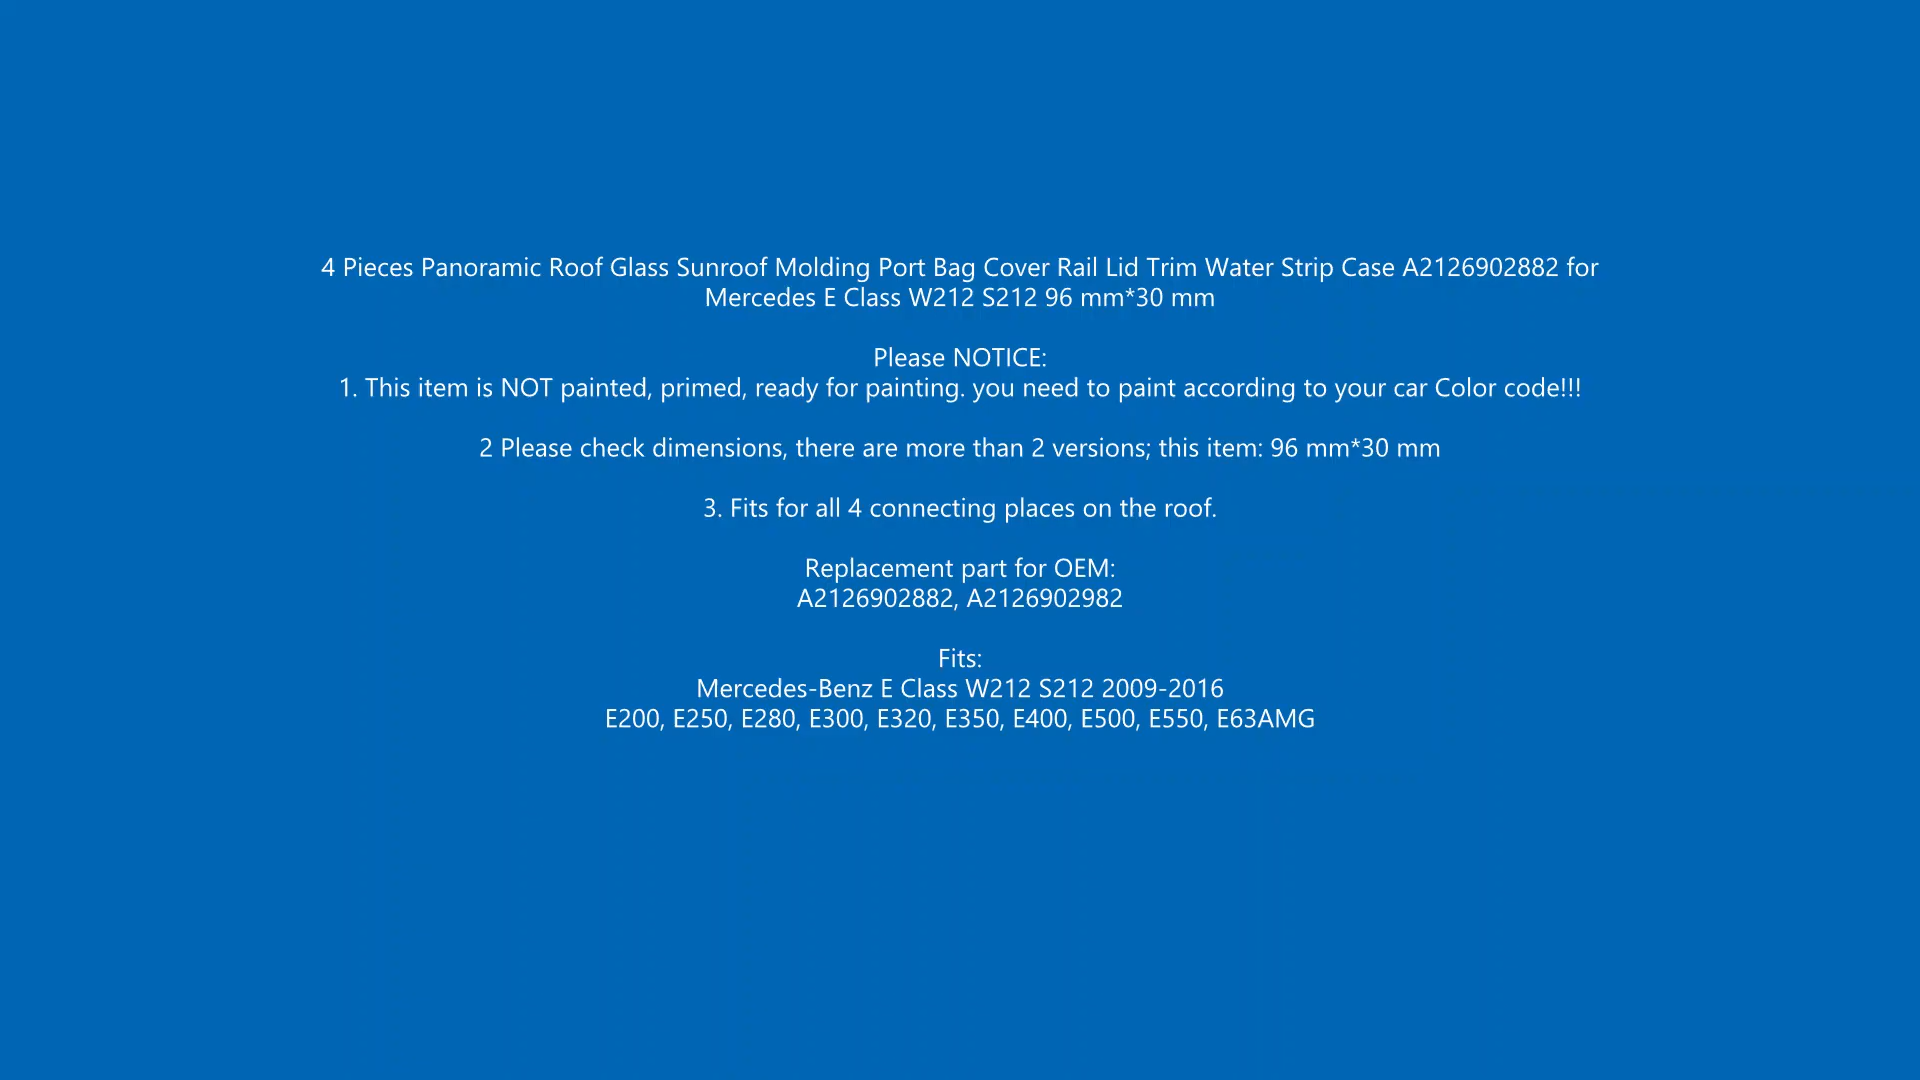 4 Pieces Panoramic Roof Glass Sunroof Molding Port Bag Cover Rail Lid Trim Water Strip Case A2126902882 for
Mercedes E Class W212 S212 96 mm*30 mm
Please NOTICE:
1. This item is NOT painted, primed, ready for painting. you need to paint according to your car Color code!!!
2 Please check dimensions, there are more than 2 versions; this item: 96 mm*30 mm
3. Fits for all 4 connecting places on the roof.
Replacement part for OEM:
A2126902882, A2126902982
Fits:
Mercedes-Benz E Class W212 S212 2009-2016
E200, E250, E280, E300, E320, E350, E400, E500, E550, E63AMG